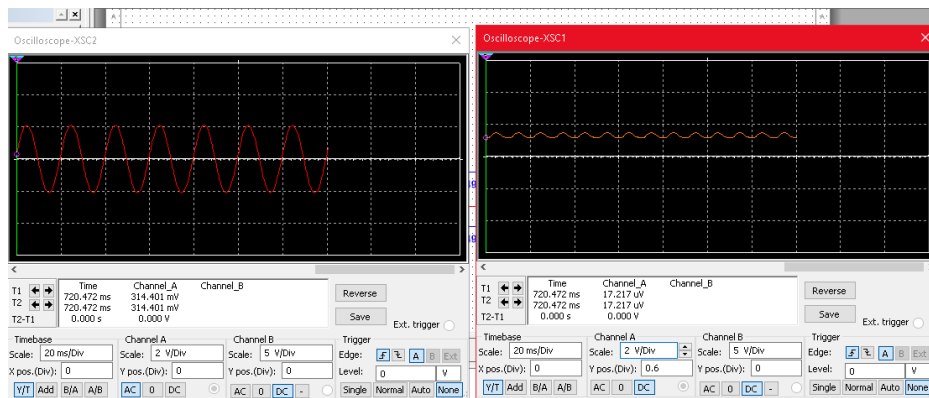 Oscilloscope-XSC2
Time Channel_A Channel_B
T1 720.472 ms 314.401 mV
T2 720.472 ms 314.401 mV
T2-T1 0.000 s 0.000 V
Reverse
Save
Ext. trigger
Timebase Channel A Channel B Trigger
Scale: 20 ms/Div Scale: 2 V/Div Scale: 5 V/Div Edge: A B Ext
X pos.(Div): 0 Y pos.(Div): 0 Y pos.(Div): 0 Level: 0 V
Y/T Add B/A A/B AC 0 DC AC 0 DC - Single Normal Auto None
Oscilloscope-XSC1
Time Channel_A Channel_B
T1 720.472 ms 17.217 uV
T2 720.472 ms 17.217 uV
T2-T1 0.000 s 0.000 V
Reverse
Save
Ext. trigger
Timebase Channel A Channel B Trigger
Scale: 20 ms/Div Scale: 2 V/Div Scale: 5 V/Div Edge: A B Ext
X pos.(Div): 0 Y pos.(Div): 0.6 Y pos.(Div): 0 Level: 0 V
Y/T Add B/A A/B AC 0 DC AC 0 DC - Single Normal Auto None